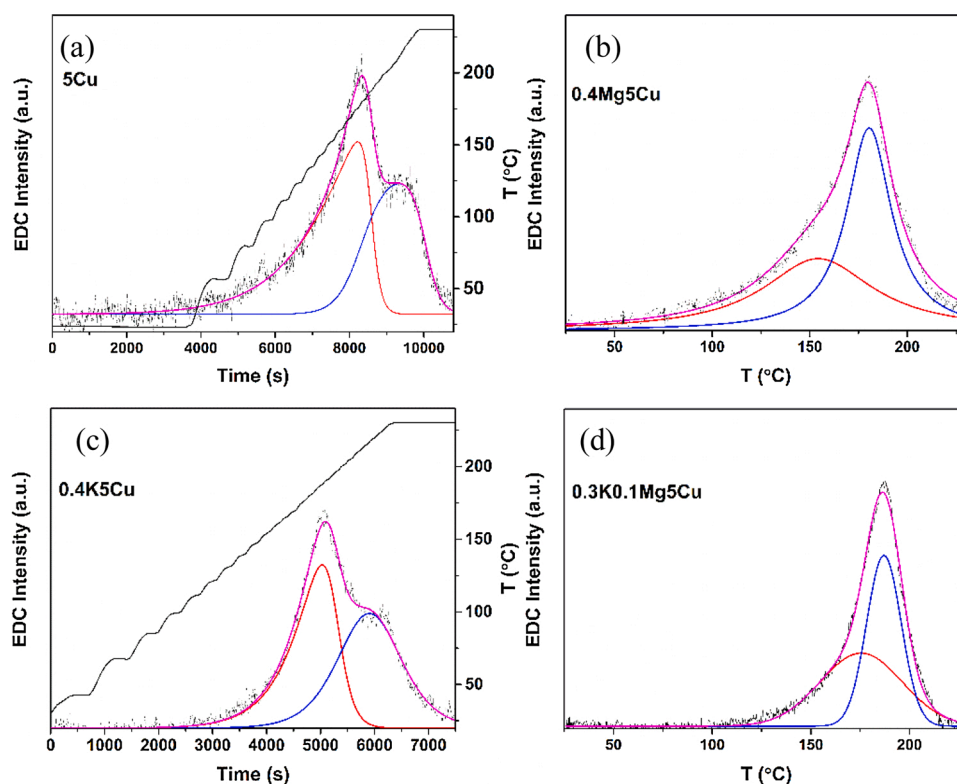 (a)
5Cu
EDC Intensity (a.u.)
200
150
100
50
T (°C)
0 2000 4000 6000 8000 10000
Time (s)
(b)
0.4Mg5Cu
EDC Intensity (a.u.)
50 100 150 200
T (°C)
(c)
0.4K5Cu
EDC Intensity (a.u.)
200
150
100
50
T (°C)
0 1000 2000 3000 4000 5000 6000 7000
Time (s)
(d)
0.3K0.1Mg5Cu
EDC Intensity (a.u.)
50 100 150 200
T (°C)